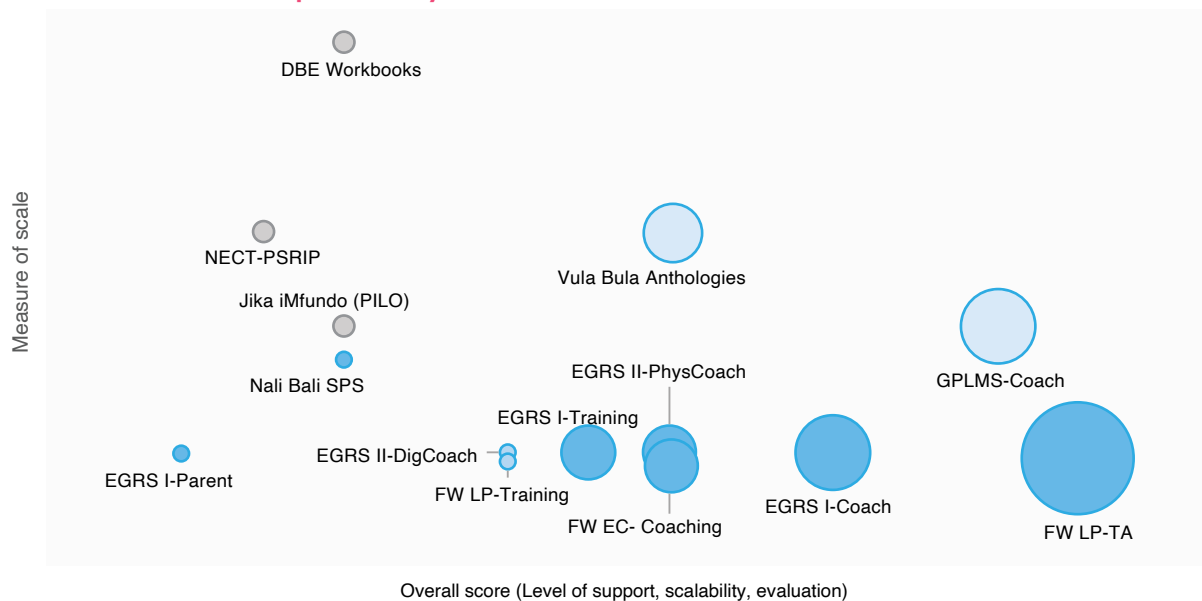 DBE Workbooks
NECT-PSRIP
Vula Bula Anthologies
Jika iMfundo (PILO)
Nali Bali SPS
GPLMS-Coach
EGRS II-PhysCoach
EGRS I-Training
EGRS II-DigCoach
EGRS I-Parent
FW LP-Training
EGRS I-Coach
FW EC- Coaching
FW LP-TA
Measure of scale
Overall score (Level of support, scalability, evaluation)